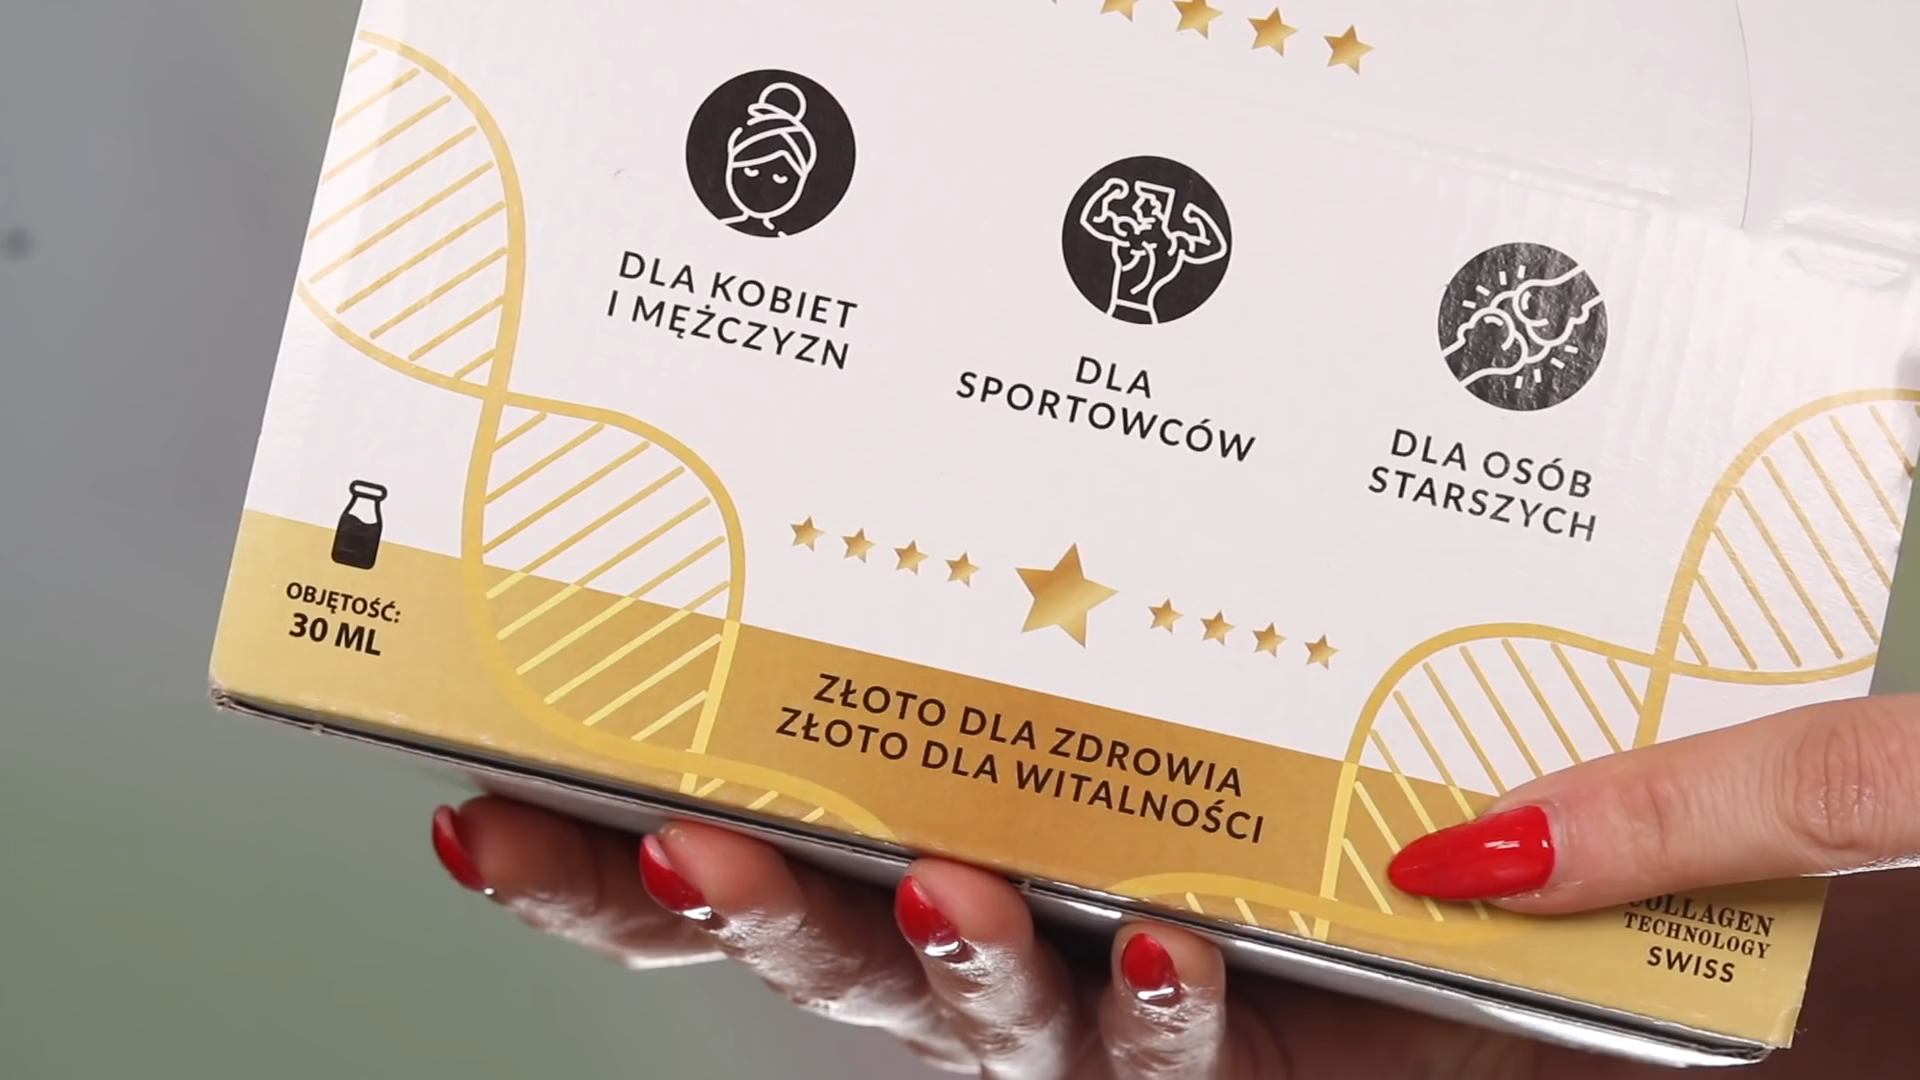 DLA KOBIET
I MĘŻCZYZN
DLA
SPORTOWCÓW
DLA OSÓB
STARSZYCH
OBJĘTOŚĆ:
30 ML
ZŁOTO DLA ZDROWIA
ZŁOTO DLA WITALNOŚCI
COLLAGEN
TECHNOLOGY
SWISS